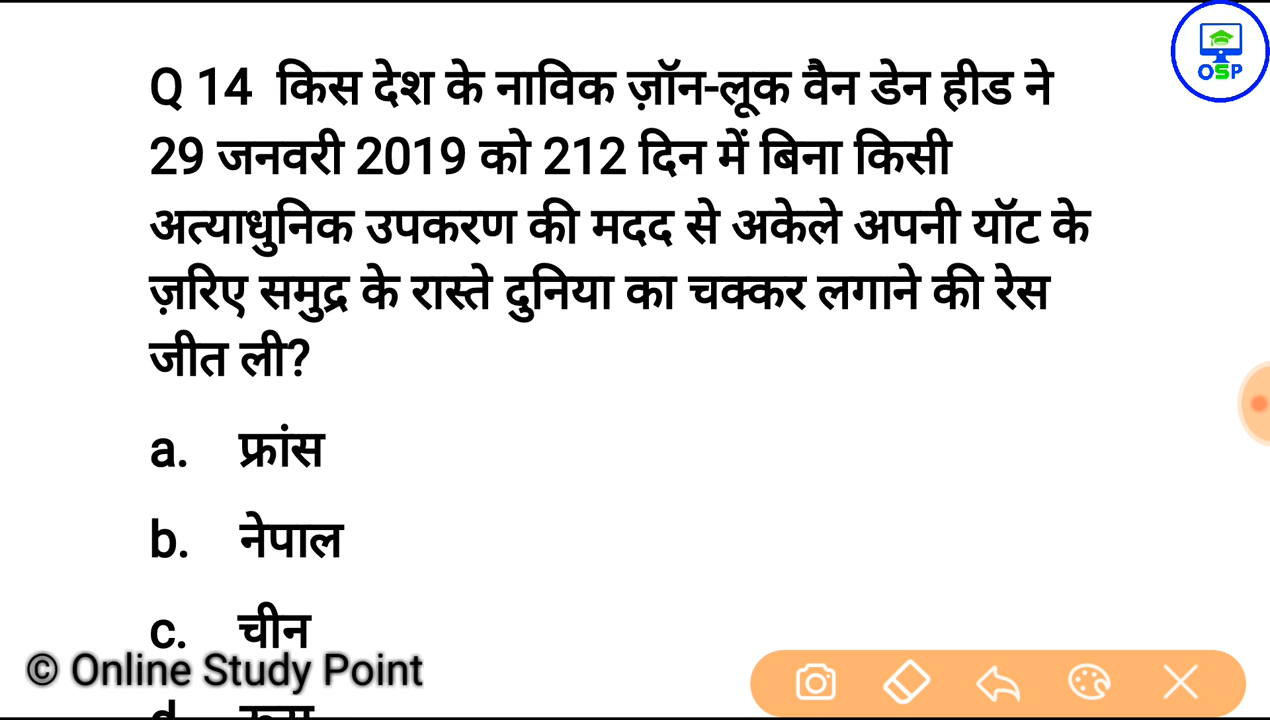 OSP
Q 14 किस देश के नाविक ज़ॉन-लूक वैन डेन हीड ने
29 जनवरी 2019 को 212 दिन में बिना किसी
अत्याधुनिक उपकरण की मदद से अकेले अपनी यॉट के
ज़रिए समुद्र के रास्ते दुनिया का चक्कर लगाने की रेस
जीत ली?
a. फ्रांस
b. नेपाल
c. चीन
© Online Study Point